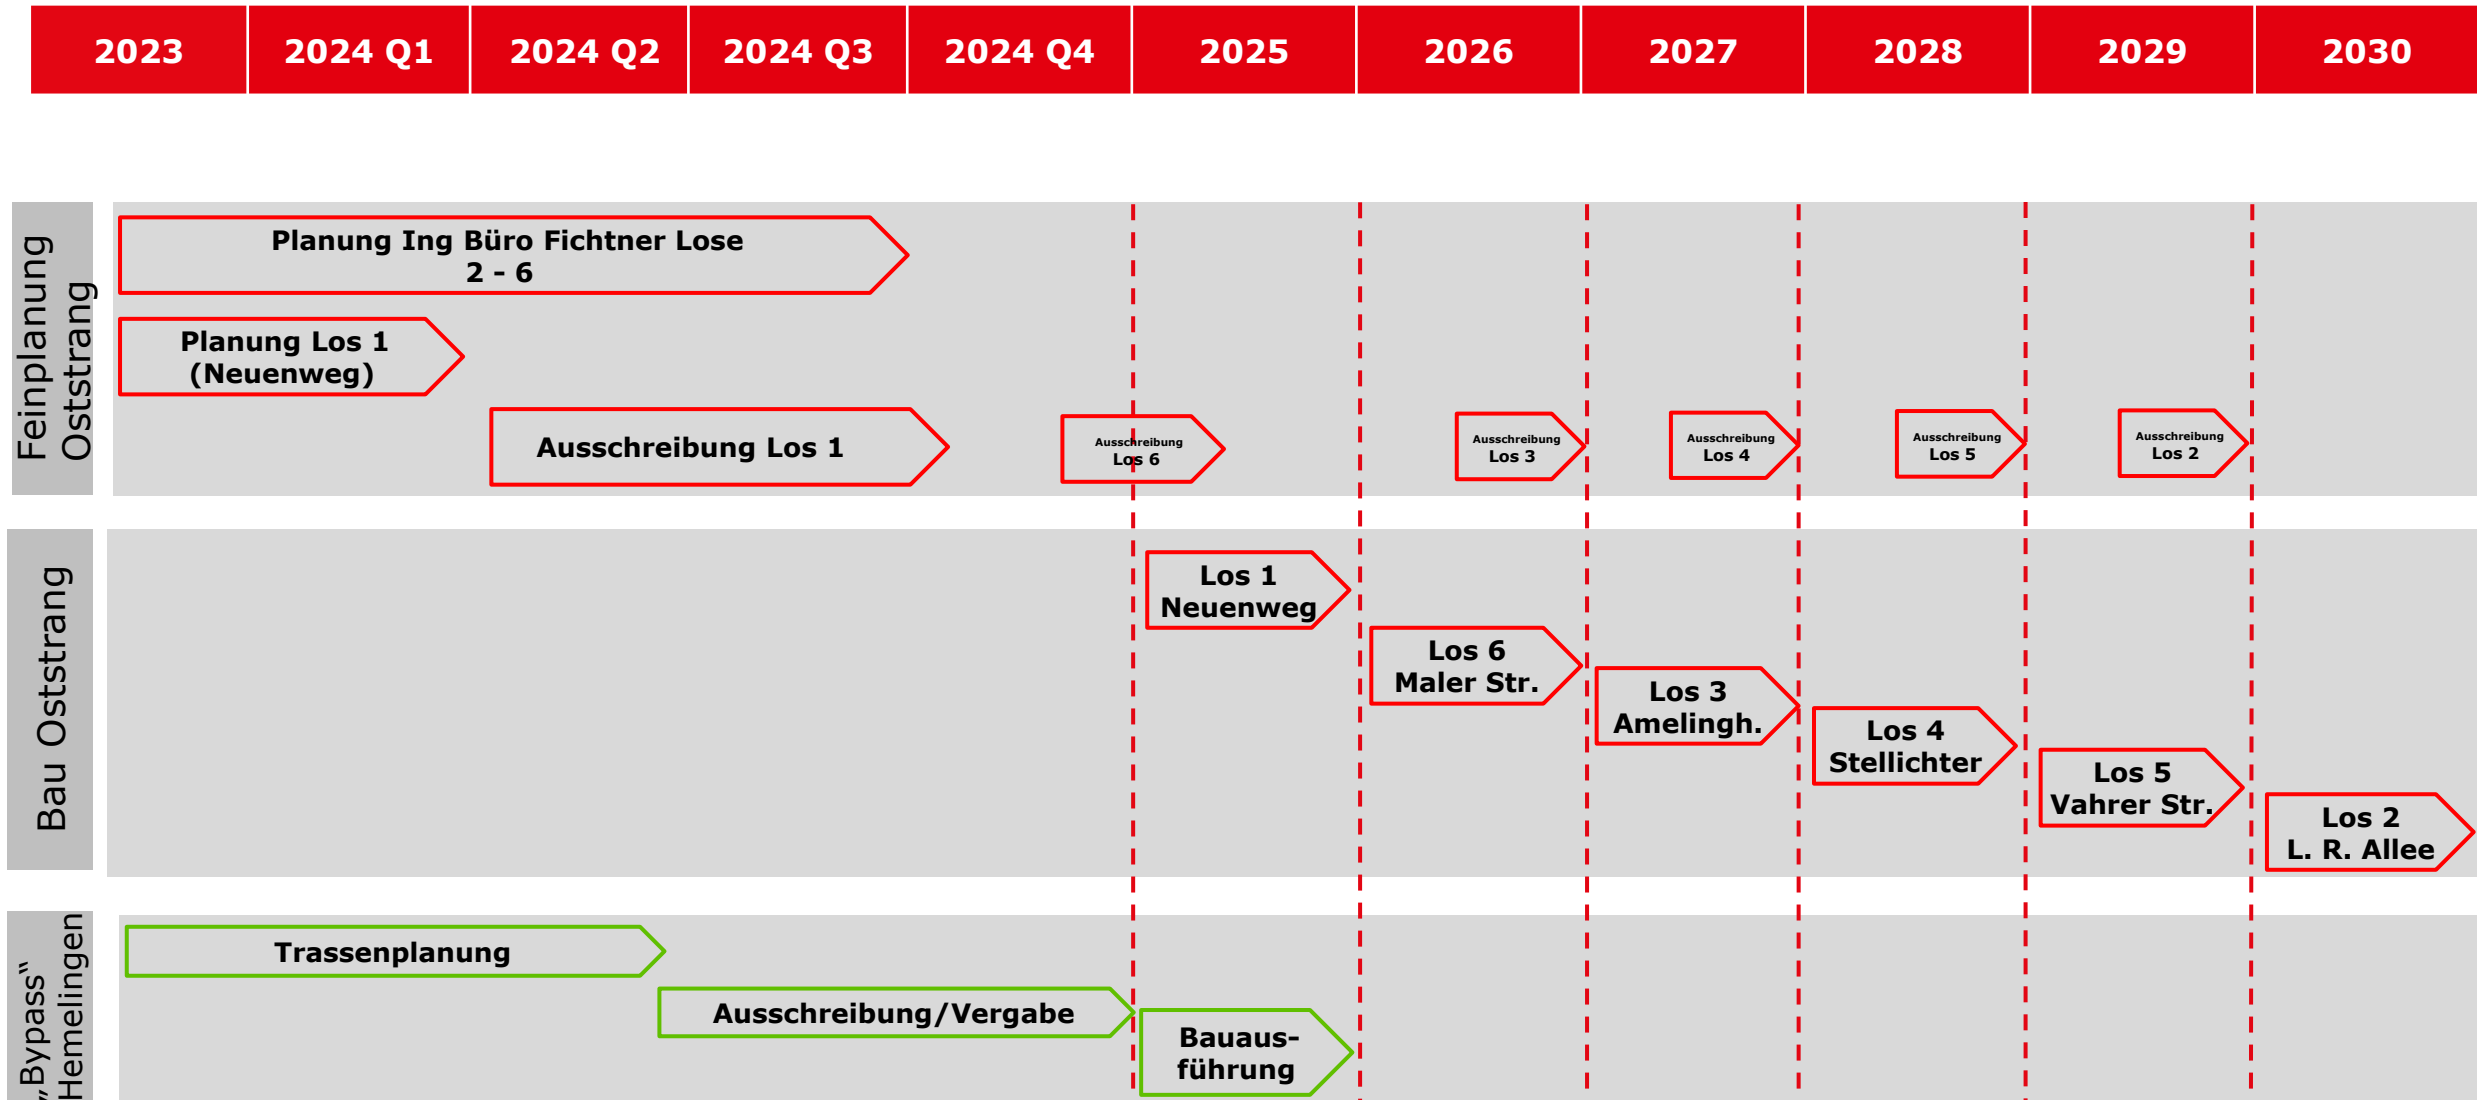 2023
2024 Q1
2024 Q2
2024 Q3
2024 Q4
2025
2026
2027
2028
2029
2030
Feinplanung
Oststrang
Planung Ing Büro Fichtner Lose
2 - 6
Planung Los 1
(Neuenweg)
Ausschreibung Los 1
Ausschreibung
Los 6
Ausschreibung
Los 3
Ausschreibung
Los 4
Ausschreibung
Los 5
Ausschreibung
Los 2
Bau Oststrang
Los 1
Neuenweg
Los 6
Maler Str.
Los 3
Amelingh.
Los 4
Stellichter
Los 5
Vahrer Str.
Los 2
L. R. Allee
„Bypass“
Hemelingen
Trassenplanung
Ausschreibung/Vergabe
Bauaus-
führung